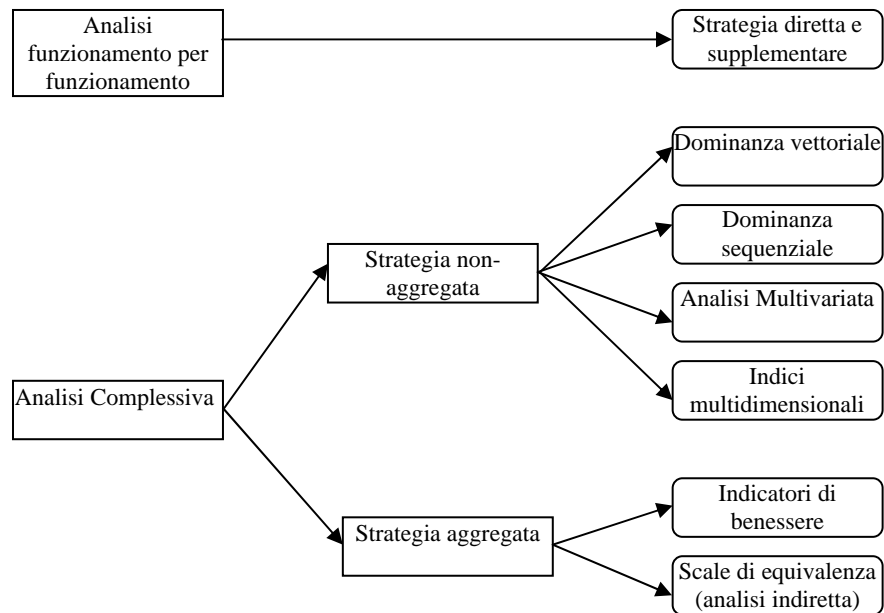 Analisi
funzionamento per
funzionamento
Strategia diretta e
supplementare
Dominanza vettoriale
Dominanza
sequenziale
Strategia non-
aggregata
Analisi Multivariata
Indici
multidimensionali
Analisi Complessiva
Indicatori di
benessere
Strategia aggregata
Scale di equivalenza
(analisi indiretta)